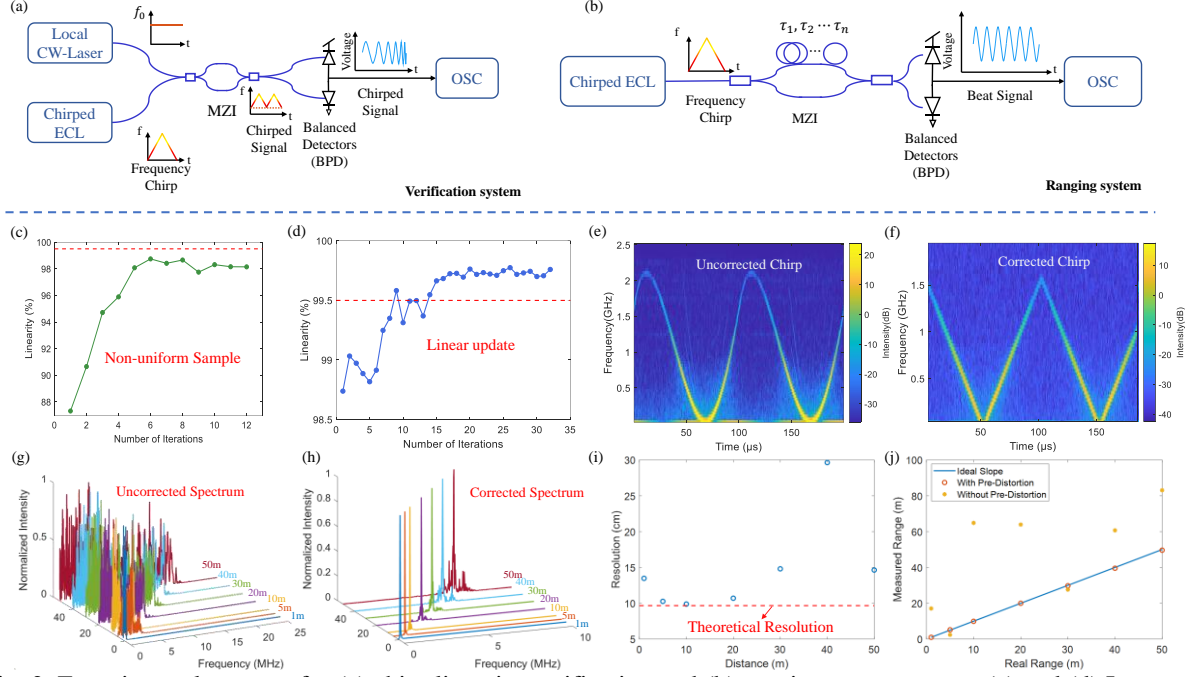 (a)
f₀
t
Local
CW-Laser
Chirped
ECL
f
t
Frequency
Chirp
MZI
f
t
Chirped
Signal
Balanced
Detectors
(BPD)
Voltage
t
Chirped
Signal
OSC
Verification system
(b)
Chirped ECL
f
t
Frequency
Chirp
τ₁, τ₂ ⋯ τₙ
...
MZI
Balanced
Detectors
(BPD)
Voltage
t
Beat Signal
OSC
Ranging system
(c)
100
98
96
94
92
90
88
0 2 4 6 8 10 12
Linearity (%)
Number of Iterations
Non-uniform Sample
(d)
100
99.5
99
98.5
0 5 10 15 20 25 30 35
Linearity (%)
Number of Iterations
Linear update
(e)
Uncorrected Chirp
2.5
2
1.5
1
0.5
50 100 150
Frequency(GHz)
Time (μs)
20
10
0
-10
-20
-30
Intensity(dB)
(f)
Corrected Chirp
1.5
1
0.5
50 100 150
Frequency (GHz)
Time (μs)
10
0
-10
-20
-30
-40
Intensity(dB)
(g)
Uncorrected Spectrum
1
0.5
0
Normalized Intensity
40
20
0
0 5 10 15 20 25
Frequency (MHz)
50m
40m
30m
20m
10m
5m
1m
(h)
Corrected Spectrum
1
0.8
0.6
0.4
0.2
0
Normalized Intensity
40
20
0
0 5 10
Frequency (MHz)
50m
40m
30m
20m
10m
5m
1m
(i)
30
25
20
15
10
5
0 10 20 30 40 50
Resolution (cm)
Distance (m)
Theoretical Resolution
(j)
100
80
60
40
20
0
0 10 20 30 40 50
Measured Range (m)
Real Range (m)
Ideal Slope
With Pre-Distortion
Without Pre-Distortion